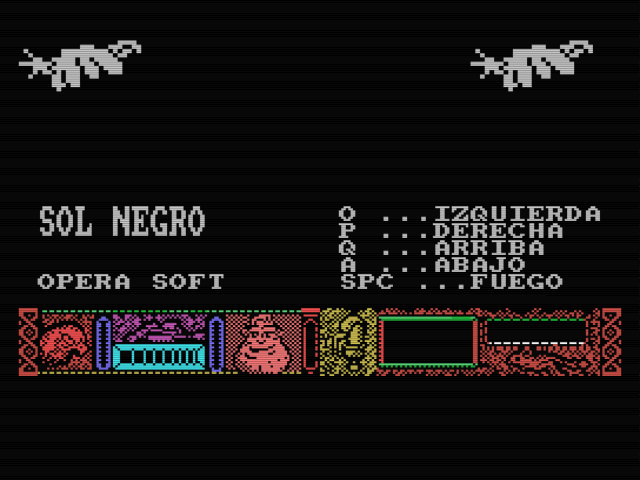 SOL NEGRO
OPERA SOFT
O ...IZQUIERDA
P ...DERECHA
Q ...ARRIBA
A ...ABAJO
SPC ...FUEGO